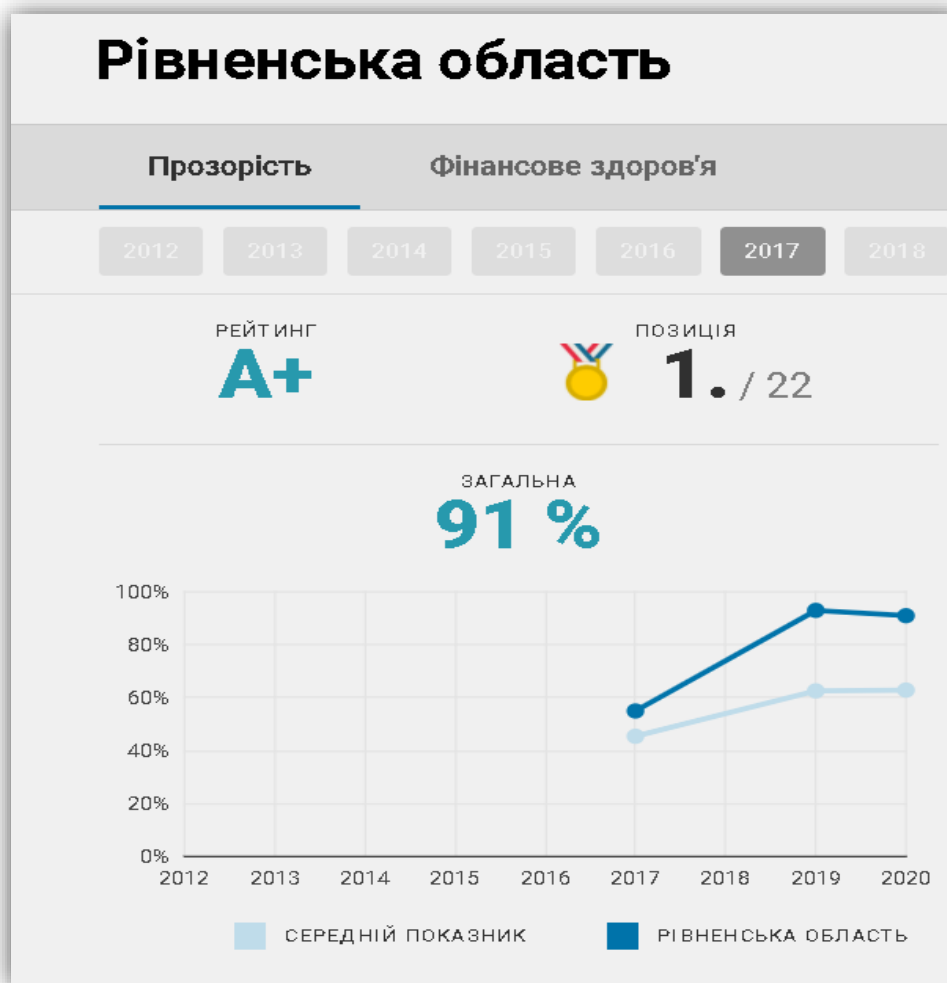 Рівненська область
Прозорість Фінансове здоров'я
2012 2013 2014 2015 2016 2017 2018
РЕЙТИНГ ПОЗИЦІЯ
A+ 1. / 22
ЗАГАЛЬНА
91 %
100%
80%
60%
40%
20%
0%
2012 2013 2014 2015 2016 2017 2018 2019 2020
СЕРЕДНІЙ ПОКАЗНИК РІВНЕНСЬКА ОБЛАСТЬ